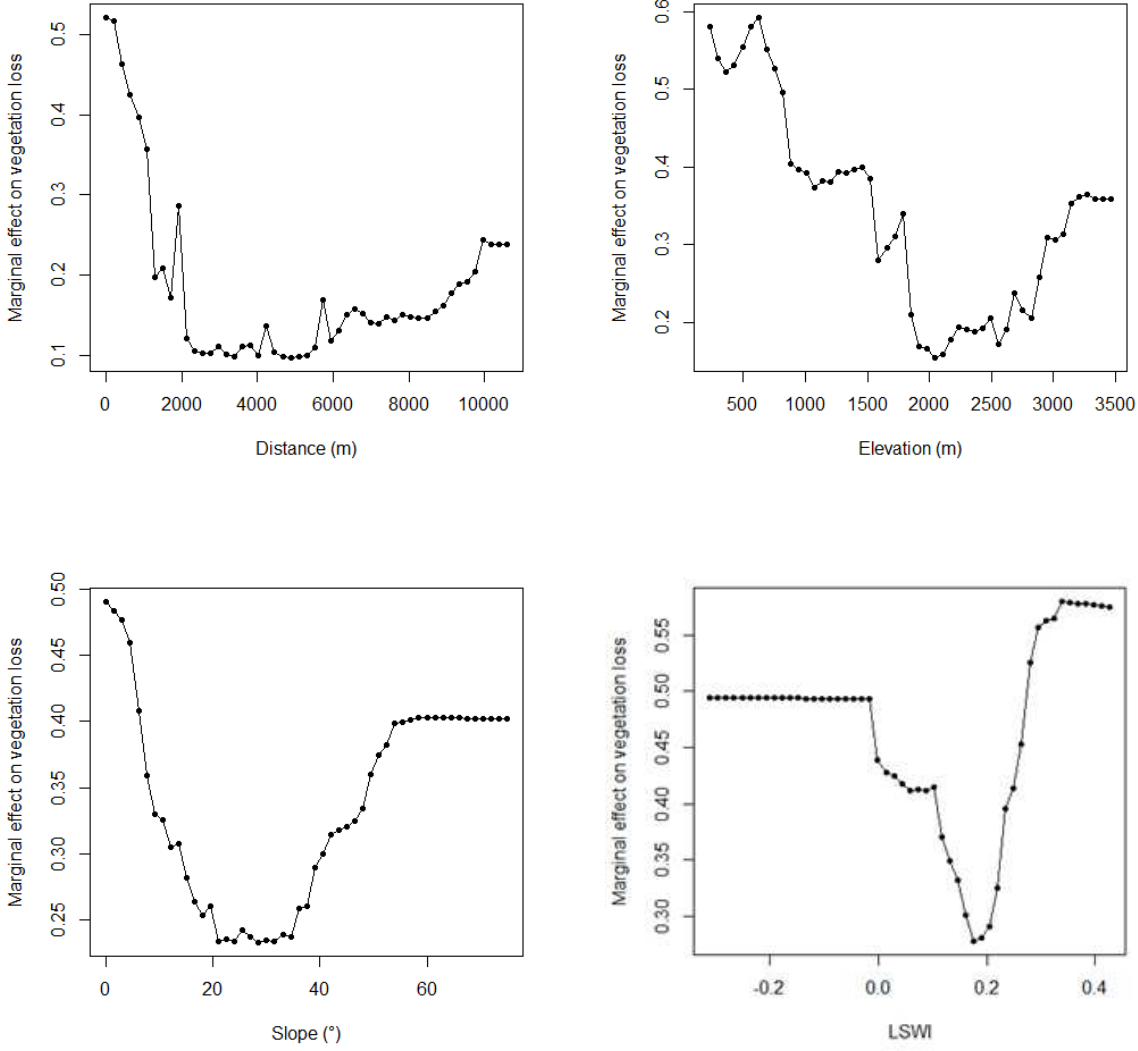 Marginal effect on vegetation loss
0.1 0.2 0.3 0.4 0.5
0 2000 4000 6000 8000 10000
Distance (m)
Marginal effect on vegetation loss
0.2 0.3 0.4 0.5 0.6
500 1000 1500 2000 2500 3000 3500
Elevation (m)
Marginal effect on vegetation loss
0.25 0.30 0.35 0.40 0.45 0.50
0 20 40 60
Slope (°)
Marginal effect on vegetation loss
0.30 0.35 0.40 0.45 0.50 0.55
-0.2 0.0 0.2 0.4
LSWI